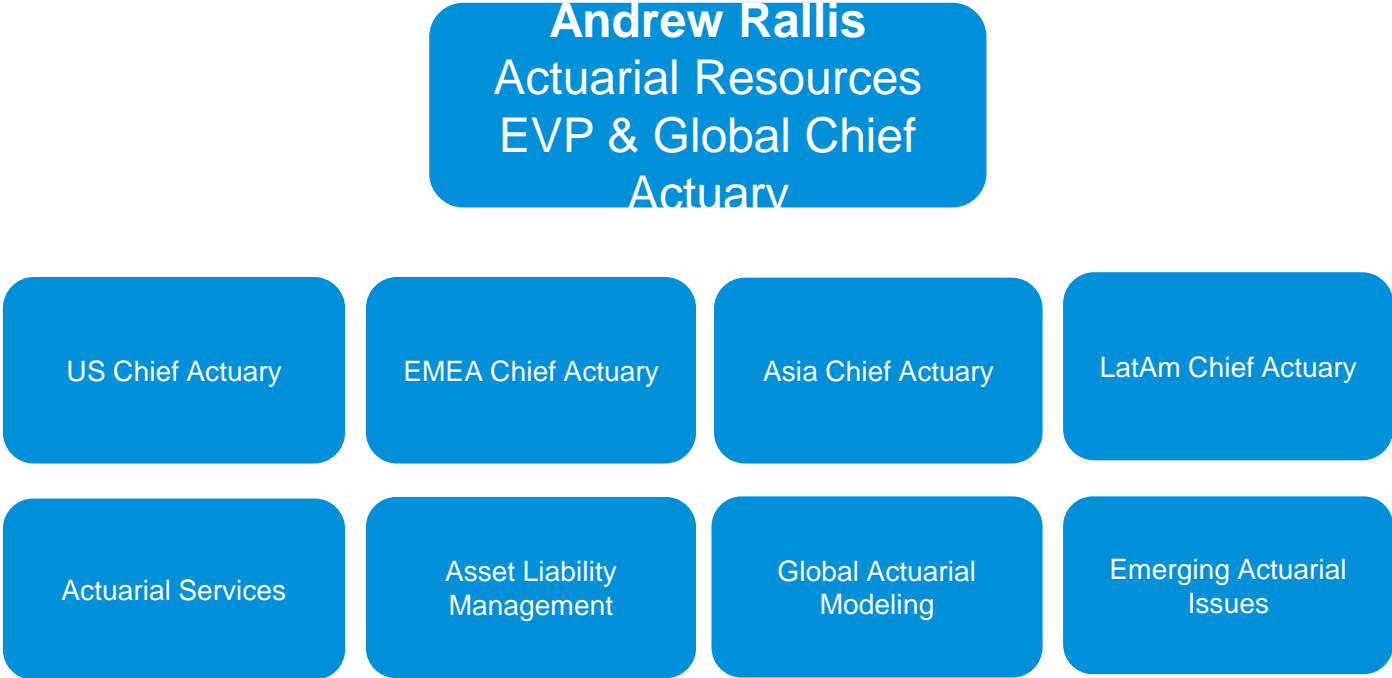 Andrew Rallis
Actuarial Resources
EVP & Global Chief
Actuary
US Chief Actuary
EMEA Chief Actuary
Asia Chief Actuary
LatAm Chief Actuary
Actuarial Services
Asset Liability
Management
Global Actuarial
Modeling
Emerging Actuarial
Issues